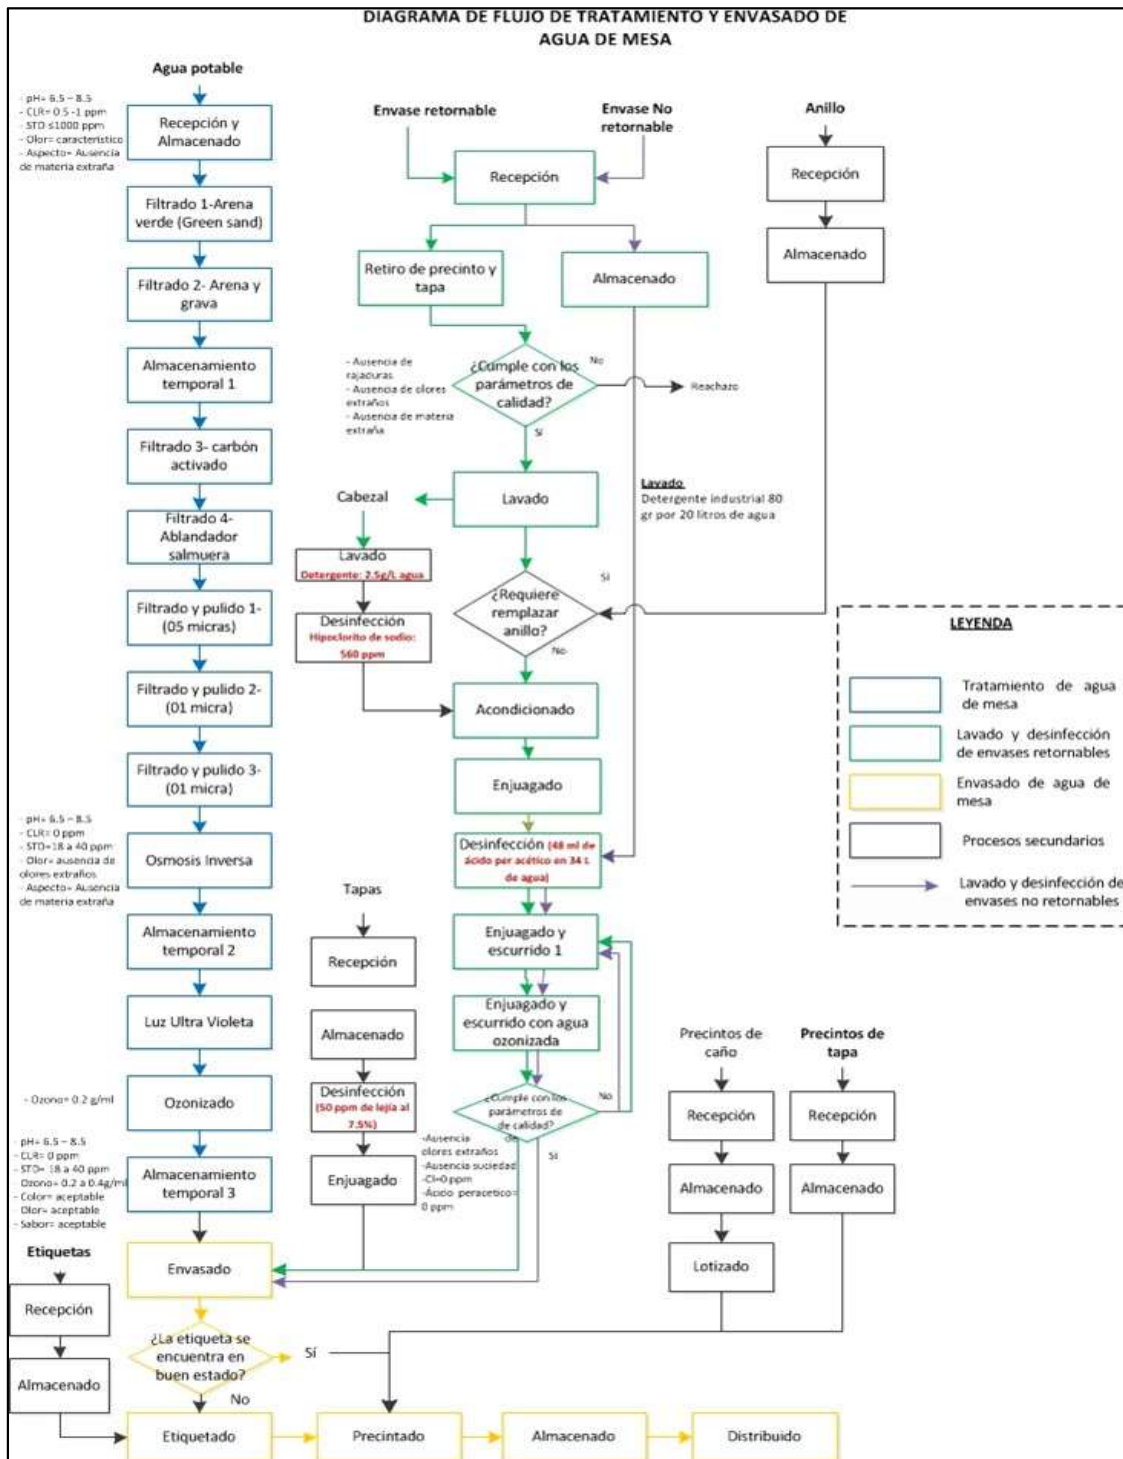 DIAGRAMA DE FLUJO DE TRATAMIENTO Y ENVASADO DE
AGUA DE MESA
Agua potable
- pH= 6.5 – 8.5
- CLR= 0.5 -1 ppm
- STD ≤1000 ppm
- Olor= característico
- Aspecto= Ausencia
de materia extraña
Recepción y
Almacenado
Filtrado 1-Arena
verde (Green sand)
Filtrado 2- Arena y
grava
Almacenamiento
temporal 1
Filtrado 3- carbón
activado
Filtrado 4-
Ablandador
salmuera
Filtrado y pulido 1-
(05 micras)
Filtrado y pulido 2-
(01 micra)
Filtrado y pulido 3-
(01 micra)
- pH= 6.5 – 8.5
- CLR= 0 ppm
- STD=18 a 40 ppm
- Olor= ausencia de
olores extraños
- Aspecto= Ausencia
de materia extraña
Osmosis Inversa
Almacenamiento
temporal 2
Luz Ultra Violeta
- Ozono= 0.2 g/ml
Ozonizado
- pH= 6.5 – 8.5
- CLR= 0 ppm
- STD= 18 a 40 ppm
Ozono= 0.2 a 0.4g/ml
- Color= aceptable
- Olor= aceptable
- Sabor= aceptable
Almacenamiento
temporal 3
Envase retornable
Envase No
retornable
Recepción
Retiro de precinto y
tapa
Almacenado
- Ausencia de
rajaduras
- Ausencia de olores
extraños
- Ausencia de materia
extraña
¿Cumple con los
parámetros de
calidad?
No
Reachazo
Sí
Lavado
Lavado
Detergente industrial 80
gr por 20 litros de agua
Cabezal
Lavado
Detergente: 2.5g/L agua
Desinfección
Hipoclorito de sodio:
560 ppm
¿Requiere
remplazar
anillo?
Sí
No
Acondicionado
Enjuagado
Desinfección (48 ml de
ácido per acético en 34 L
de agua)
Enjuagado y
escurrido 1
Enjuagado y
escurrido con agua
ozonizada
¿Cumple con los
parámetros de
de calidad?
No
Sí
-Ausencia de
olores extraños
-Ausencia suciedad
-Cl=0 ppm
-Ácido peracetico=
0 ppm
Anillo
Recepción
Almacenado
Tapas
Recepción
Almacenado
Desinfección
(50 ppm de lejía al
7.5%)
Enjuagado
LEYENDA
Tratamiento de agua
de mesa
Lavado y desinfección
de envases retornables
Envasado de agua de
mesa
Procesos secundarios
Lavado y desinfección de
envases no retornables
Precintos de
caño
Recepción
Almacenado
Lotizado
Precintos de
tapa
Recepción
Almacenado
Etiquetas
Recepción
Almacenado
Envasado
¿La etiqueta se
encuentra en
buen estado?
Sí
No
Etiquetado
Precintado
Almacenado
Distribuido